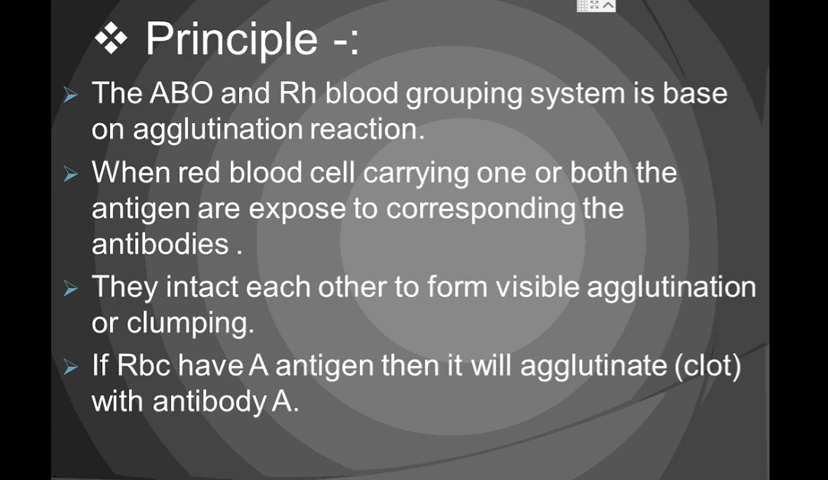 ❖ Principle -:
➢ The ABO and Rh blood grouping system is base
on agglutination reaction.
➢ When red blood cell carrying one or both the
antigen are expose to corresponding the
antibodies .
➢ They intact each other to form visible agglutination
or clumping.
➢ If Rbc have A antigen then it will agglutinate (clot)
with antibody A.